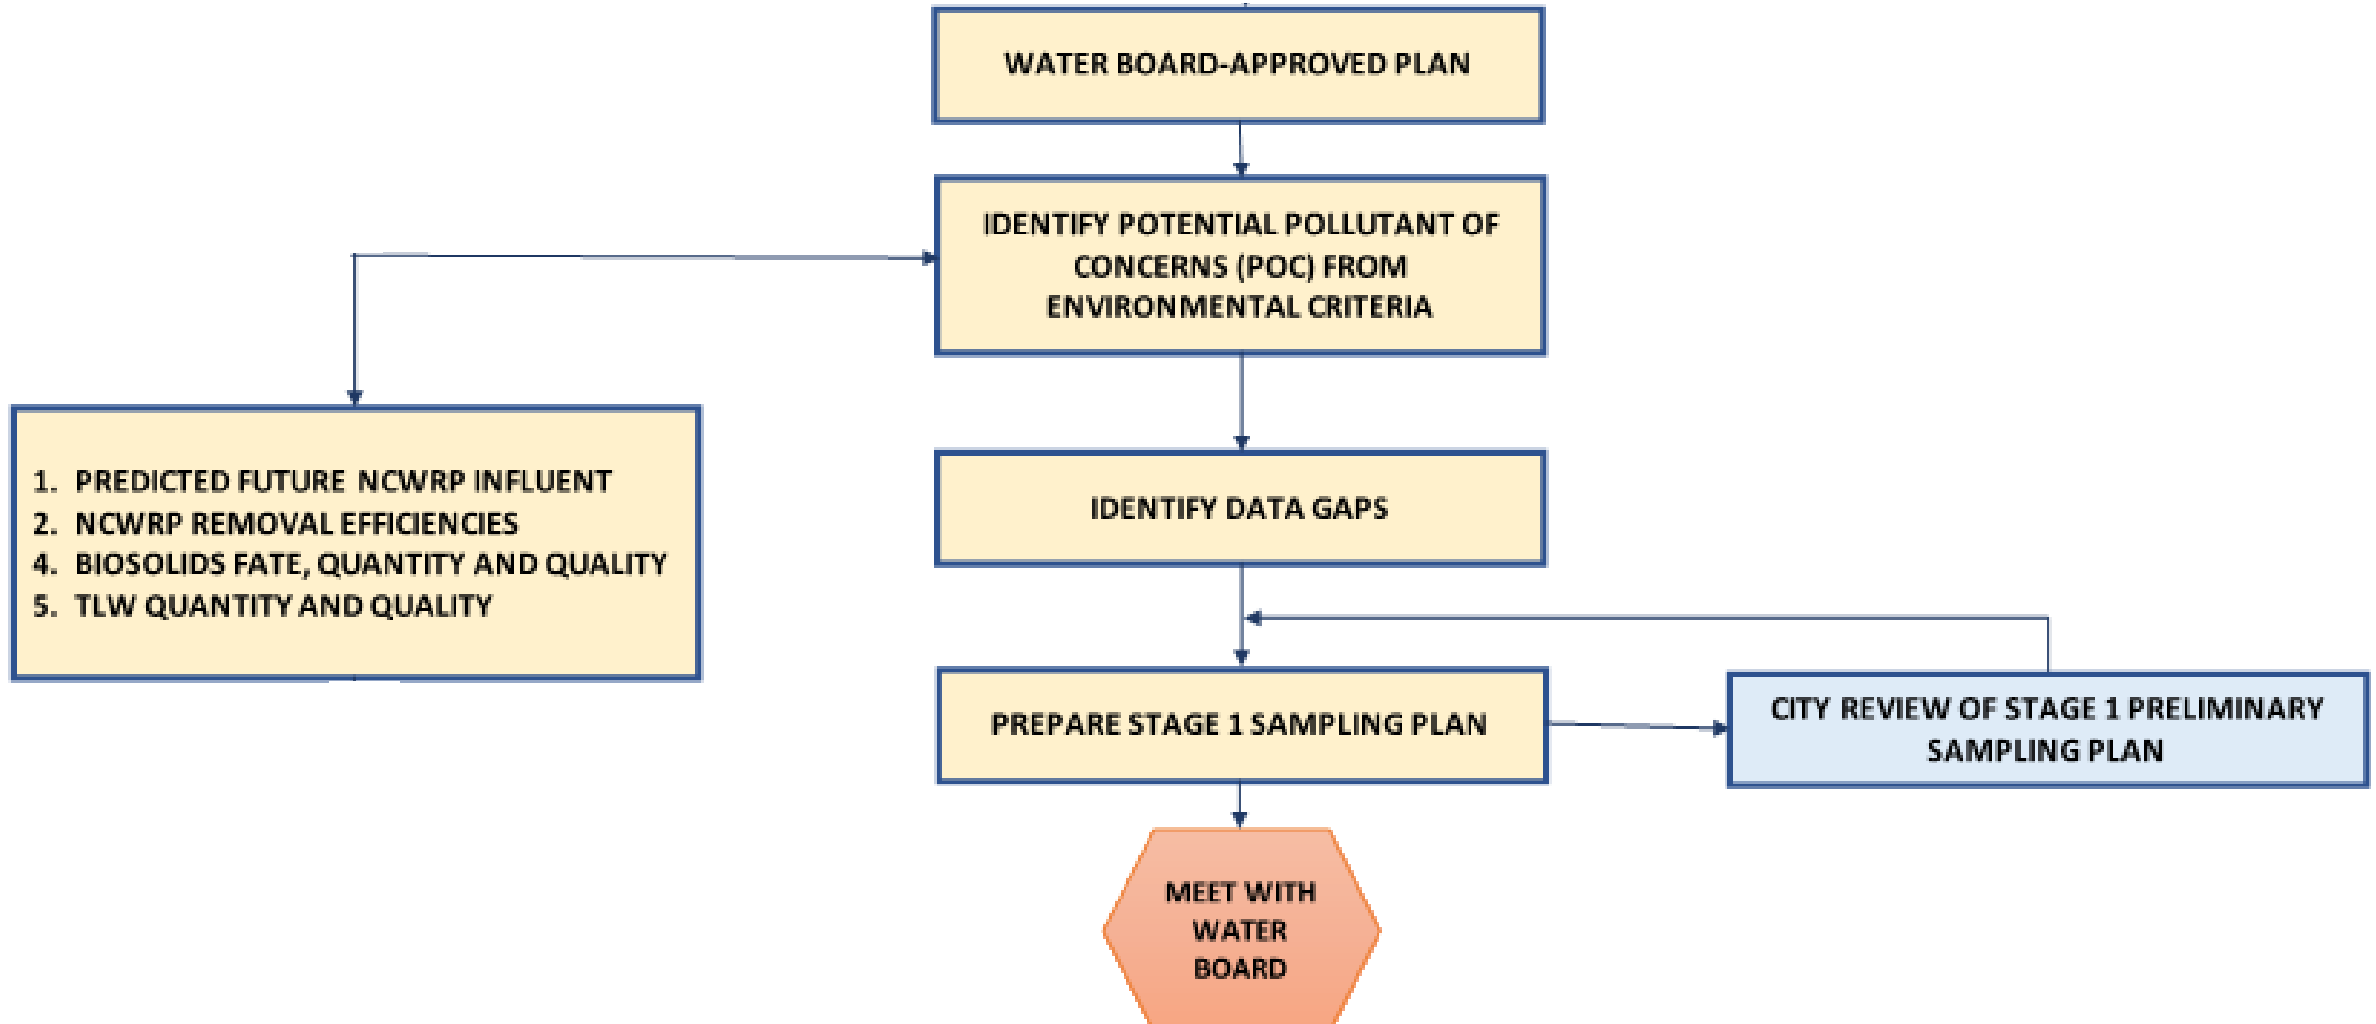 WATER BOARD-APPROVED PLAN
IDENTIFY POTENTIAL POLLUTANT OF
CONCERNS (POC) FROM
ENVIRONMENTAL CRITERIA
1. PREDICTED FUTURE NCWRP INFLUENT
2. NCWRP REMOVAL EFFICIENCIES
4. BIOSOLIDS FATE, QUANTITY AND QUALITY
5. TLW QUANTITY AND QUALITY
IDENTIFY DATA GAPS
PREPARE STAGE 1 SAMPLING PLAN
CITY REVIEW OF STAGE 1 PRELIMINARY
SAMPLING PLAN
MEET WITH
WATER
BOARD